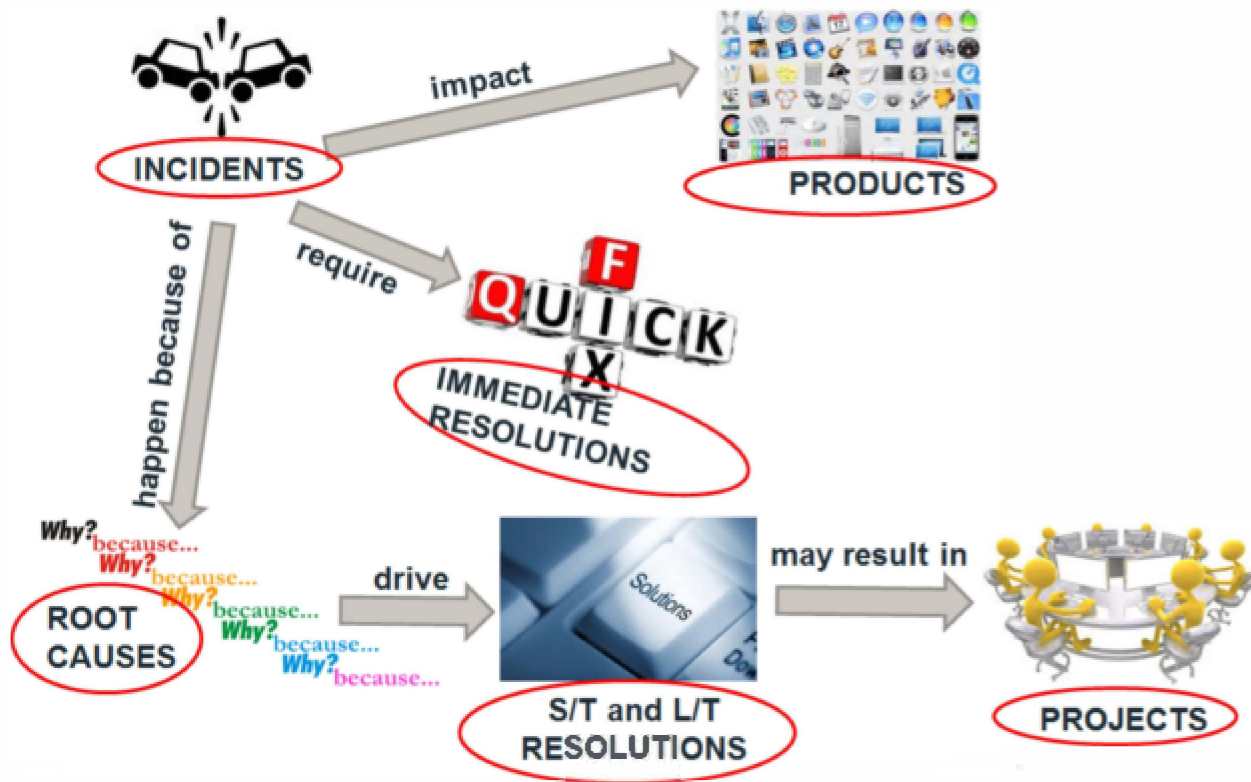 impact
INCIDENTS
PRODUCTS
happen because of
require
F
QUICK
X
IMMEDIATE
RESOLUTIONS
Why?
because...
Why?
because...
Why?
because...
Why?
because...
Why?
because...
ROOT
CAUSES
drive
Solutions
S/T and L/T
RESOLUTIONS
may result in
PROJECTS